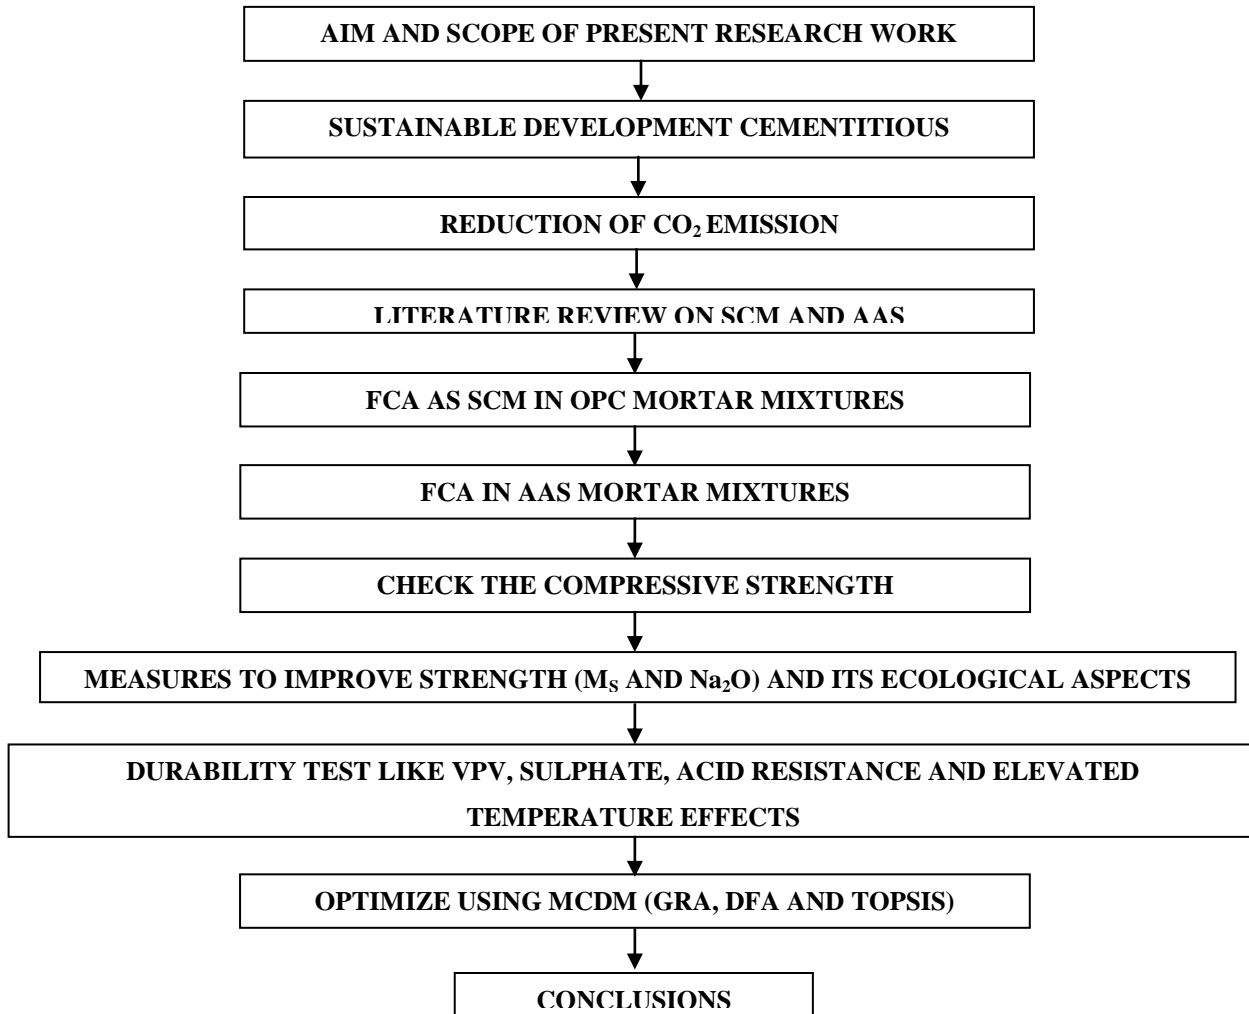 AIM AND SCOPE OF PRESENT RESEARCH WORK
SUSTAINABLE DEVELOPMENT CEMENTITIOUS
REDUCTION OF CO₂ EMISSION
LITERATURE REVIEW ON SCM AND AAS
FCA AS SCM IN OPC MORTAR MIXTURES
FCA IN AAS MORTAR MIXTURES
CHECK THE COMPRESSIVE STRENGTH
MEASURES TO IMPROVE STRENGTH (M_S AND Na₂O) AND ITS ECOLOGICAL ASPECTS
DURABILITY TEST LIKE VPV, SULPHATE, ACID RESISTANCE AND ELEVATED
TEMPERATURE EFFECTS
OPTIMIZE USING MCDM (GRA, DFA AND TOPSIS)
CONCLUSIONS